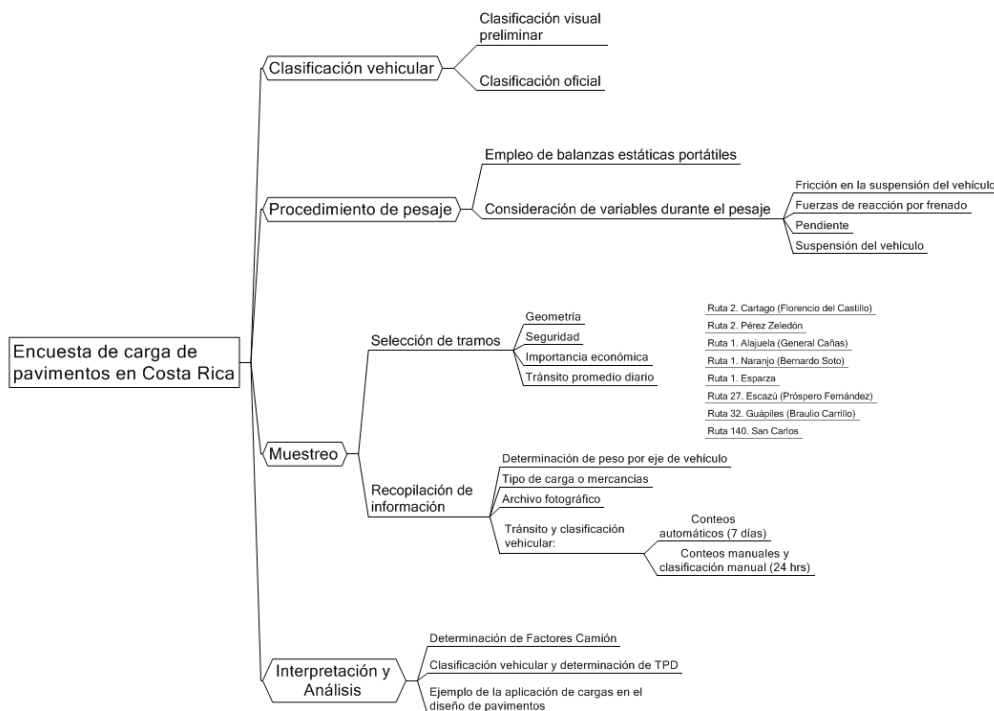 Encuesta de carga de
pavimentos en Costa Rica
Clasificación vehicular
Clasificación visual
preliminar
Clasificación oficial
Procedimiento de pesaje
Empleo de balanzas estáticas portátiles
Consideración de variables durante el pesaje
Fricción en la suspensión del vehículo
Fuerzas de reacción por frenado
Pendiente
Suspensión del vehículo
Muestreo
Selección de tramos
Geometría
Seguridad
Importancia económica
Tránsito promedio diario
Ruta 2. Cartago (Florencio del Castillo)
Ruta 2. Pérez Zeledón
Ruta 1. Alajuela (General Cañas)
Ruta 1. Naranjo (Bernardo Soto)
Ruta 1. Esparza
Ruta 27. Escazú (Próspero Fernández)
Ruta 32. Guápiles (Braulio Carrillo)
Ruta 140. San Carlos
Recopilación de
información
Determinación de peso por eje de vehículo
Tipo de carga o mercancías
Archivo fotográfico
Tránsito y clasificación
vehicular:
Conteos
automáticos (7 días)
Conteos manuales y
clasificación manual (24 hrs)
Interpretación y
Análisis
Determinación de Factores Camión
Clasificación vehicular y determinación de TPD
Ejemplo de la aplicación de cargas en el
diseño de pavimentos